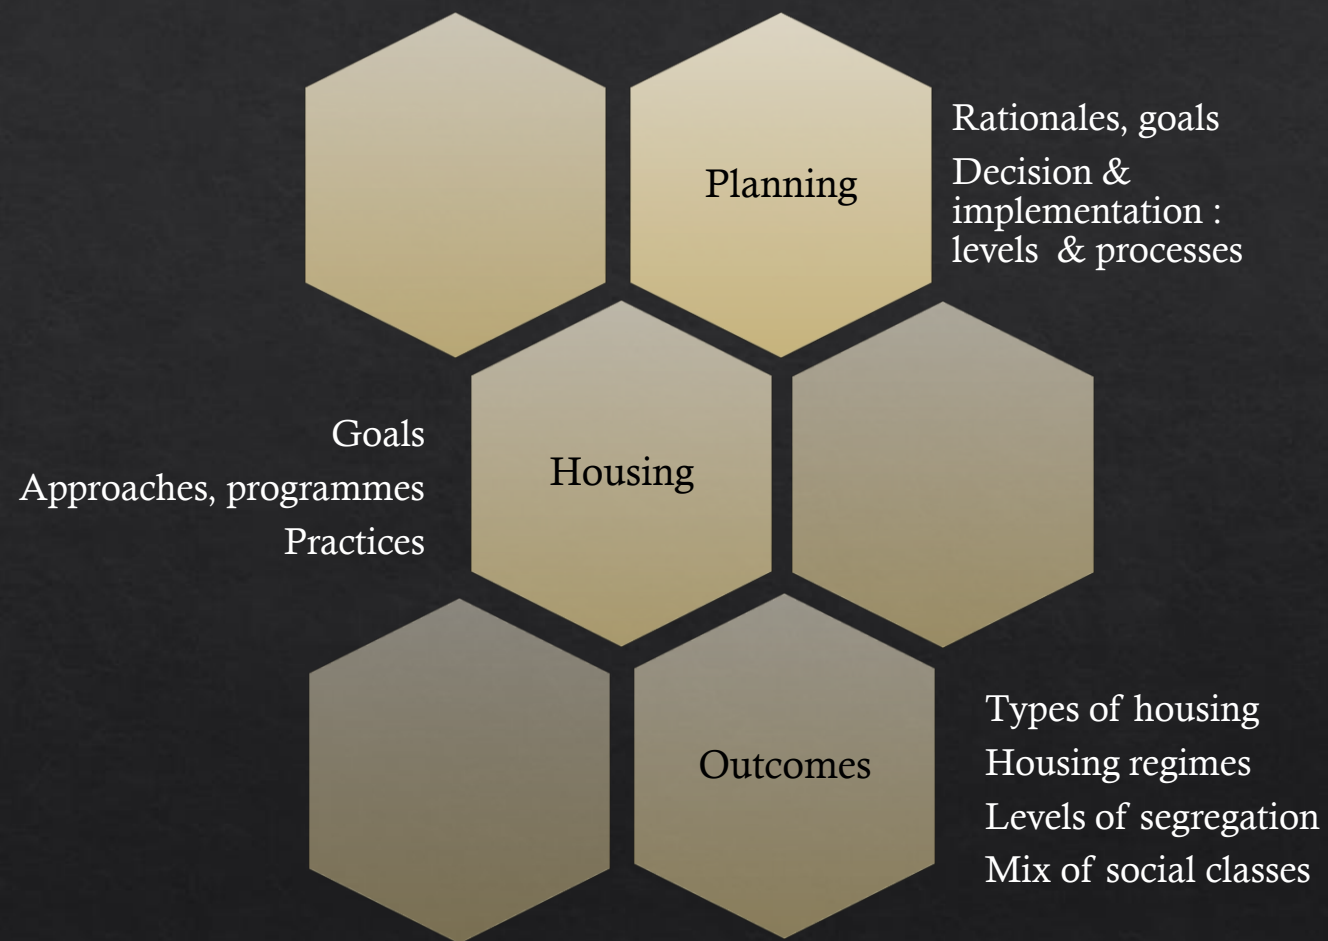 Planning
Rationales, goals
Decision &
implementation :
levels & processes
Goals
Approaches, programmes
Practices
Housing
Outcomes
Types of housing
Housing regimes
Levels of segregation
Mix of social classes